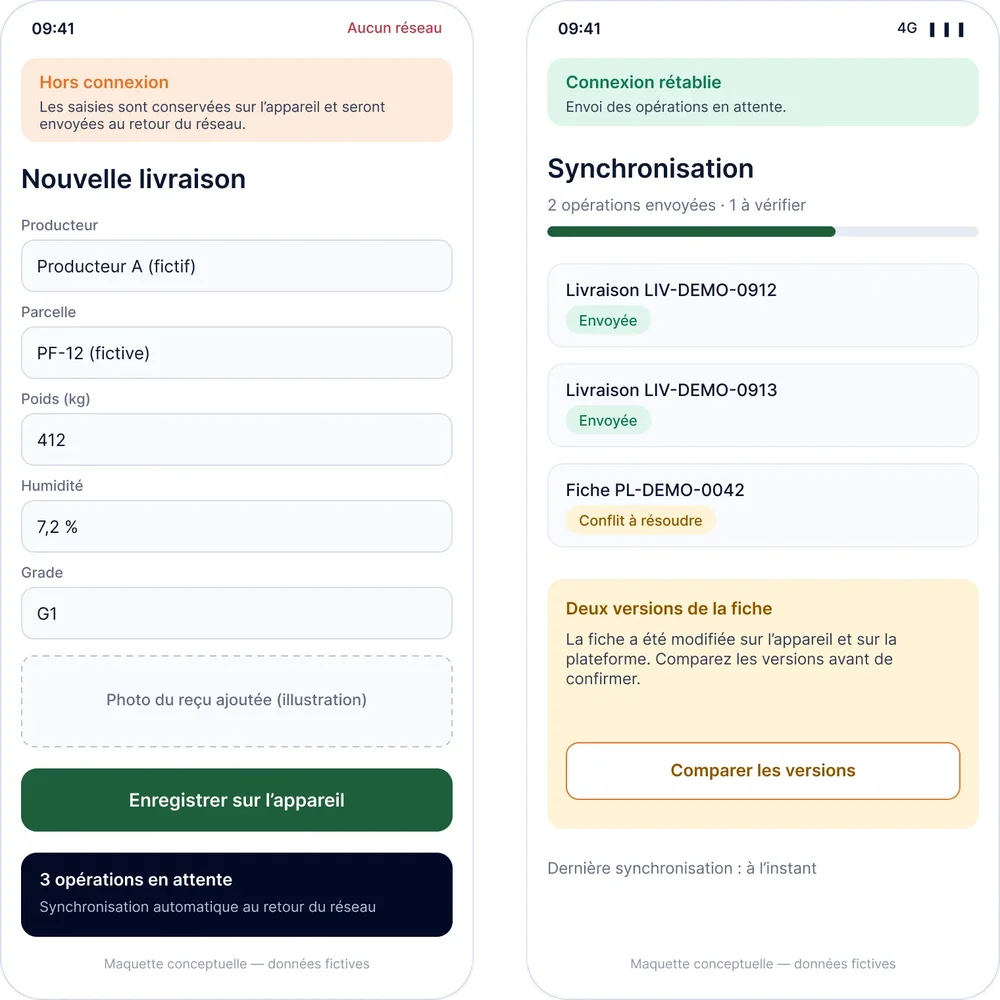 09:41
Aucun réseau
Hors connexion
Les saisies sont conservées sur l’appareil et seront
envoyées au retour du réseau.
Nouvelle livraison
Producteur
Producteur A (fictif)
Parcelle
PF-12 (fictive)
Poids (kg)
412
Humidité
7,2 %
Grade
G1
Photo du reçu ajoutée (illustration)
Enregistrer sur l’appareil
3 opérations en attente
Synchronisation automatique au retour du réseau
Maquette conceptuelle — données fictives
09:41
4G
Connexion rétablie
Envoi des opérations en attente.
Synchronisation
2 opérations envoyées · 1 à vérifier
Livraison LIV-DEMO-0912
Envoyée
Livraison LIV-DEMO-0913
Envoyée
Fiche PL-DEMO-0042
Conflit à résoudre
Deux versions de la fiche
La fiche a été modifiée sur l’appareil et sur la
plateforme. Comparez les versions avant de
confirmer.
Comparer les versions
Dernière synchronisation : à l’instant
Maquette conceptuelle — données fictives